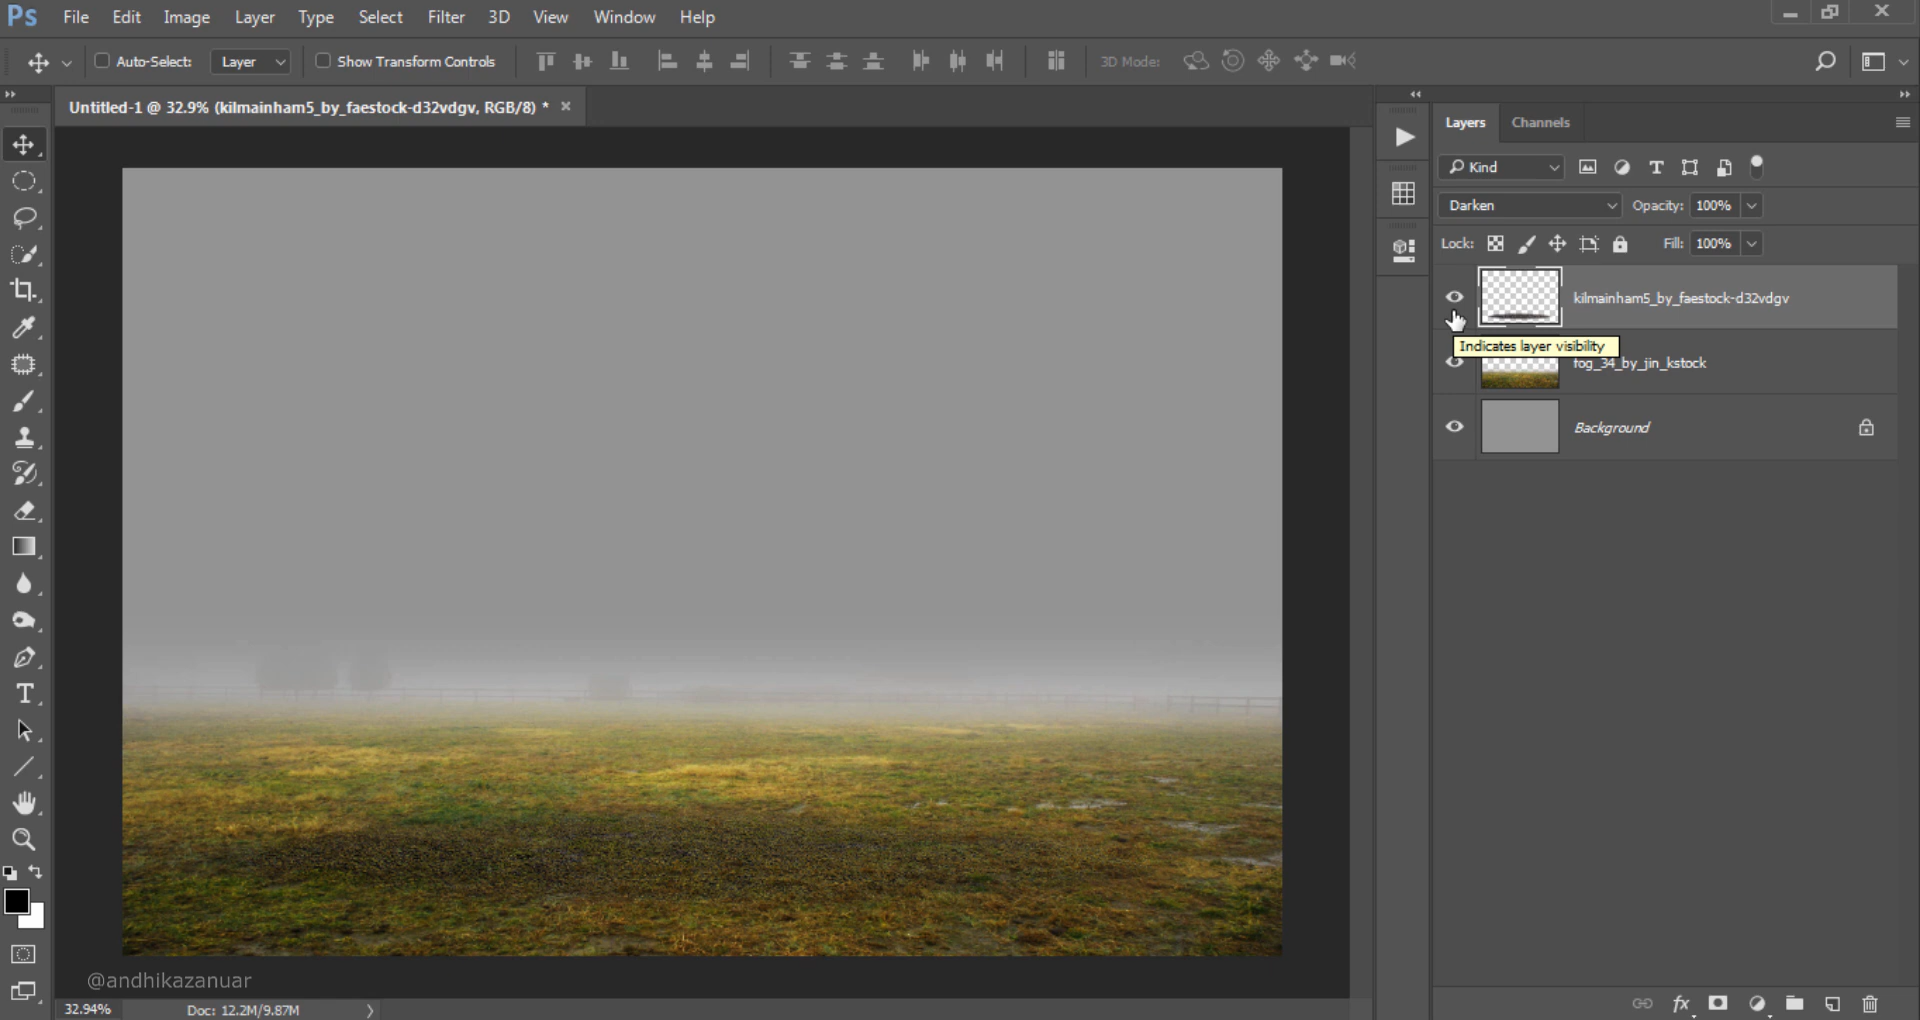 Ps File Edit Image Layer Type Select Filter 3D View Window Help
Auto-Select: Layer Show Transform Controls 3D Mode:
Untitled-1 @ 32.9% (kilmainham5_by_faestock-d32vdgv, RGB/8) *
Layers Channels
Kind
Darken Opacity: 100%
Lock: Fill: 100%
kilmainham5_by_faestock-d32vdgv
Indicates layer visibility
fog_34_by_jin_kstock
Background
@andhikazanuar
32.94% Doc: 12.2M/9.87M
fx